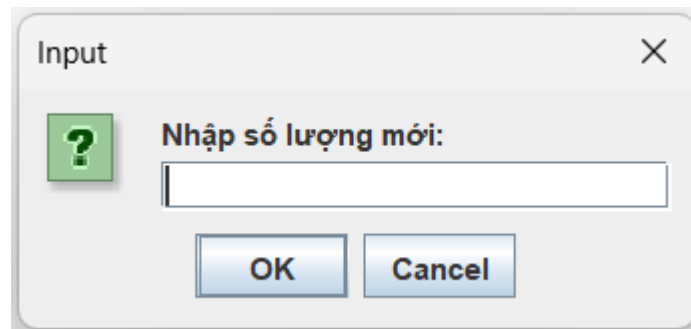 Input
?
Nhập số lượng mới:
OK
Cancel